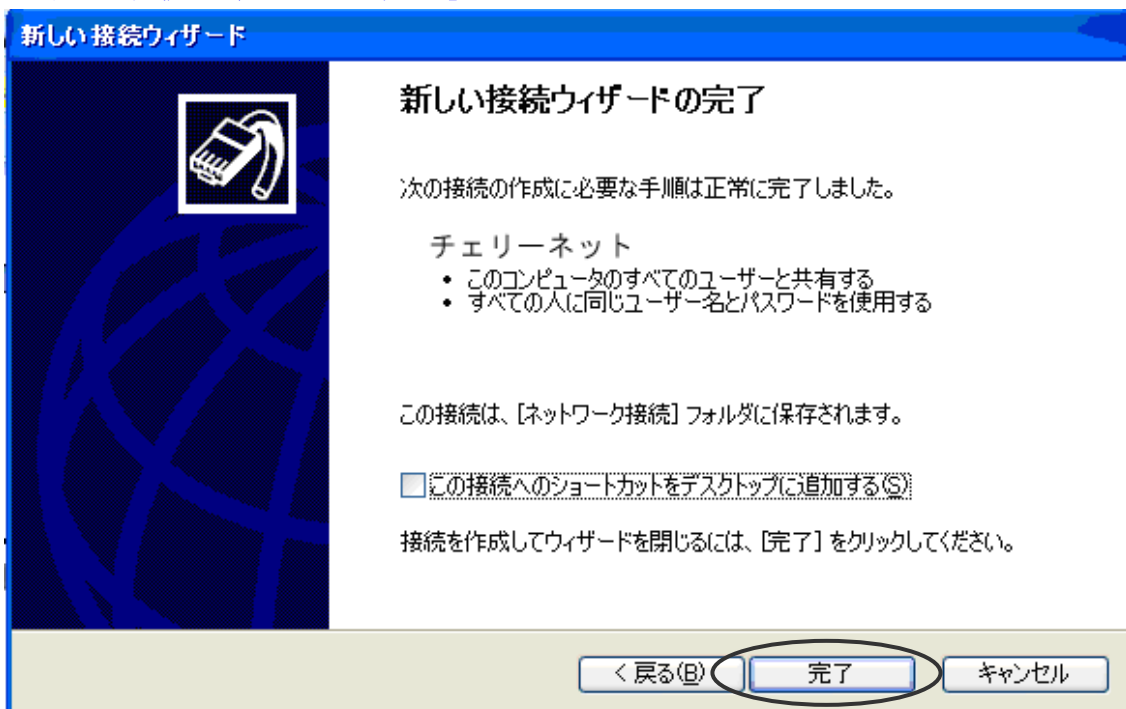 新しい接続ウィザード
新しい接続ウィザードの完了
次の接続の作成に必要な手順は正常に完了しました。
チェリーネット
• このコンピュータのすべてのユーザーと共有する
• すべての人に同じユーザー名とパスワードを使用する
この接続は、[ネットワーク接続] フォルダに保存されます。
この接続へのショートカットをデスクトップに追加する(S)
接続を作成してウィザードを閉じるには、[完了] をクリックしてください。
< 戻る(B) 完了 キャンセル